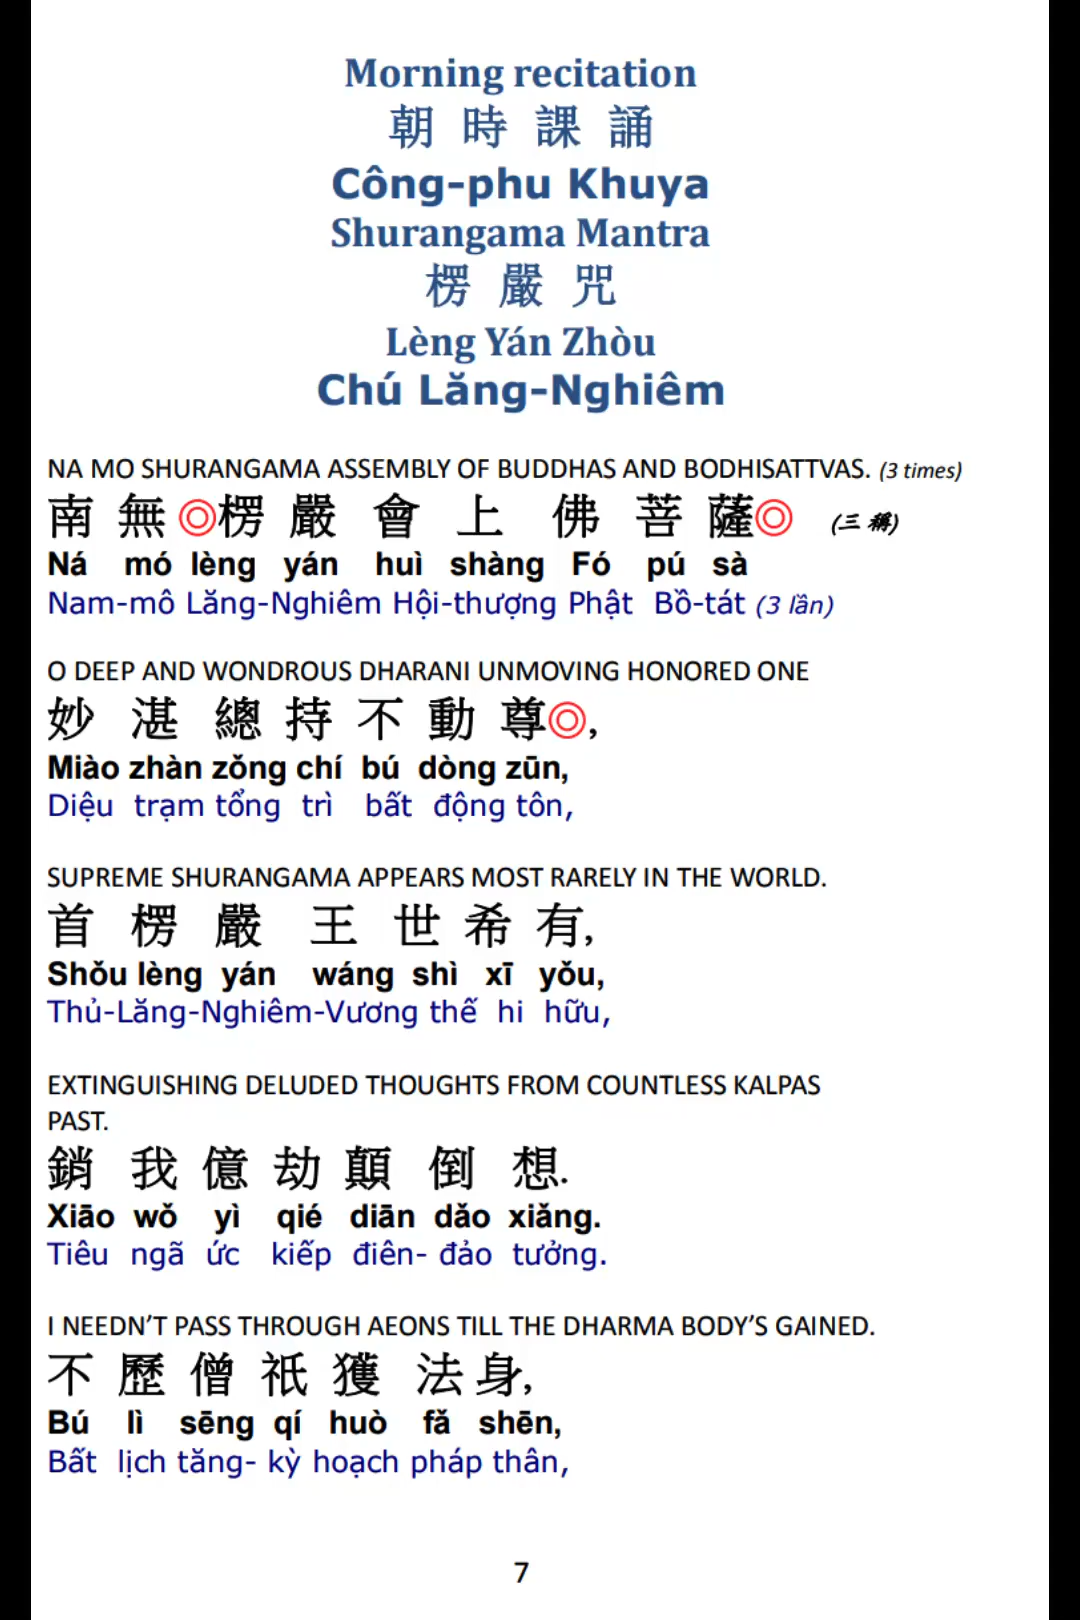 Morning recitation
朝時課誦
Công-phu Khuya
Shurangama Mantra
楞嚴咒
Lèng Yán Zhòu
Chú Lăng-Nghiêm
NA MO SHURANGAMA ASSEMBLY OF BUDDHAS AND BODHISATTVAS. (3 times)
南無◎楞嚴會上佛菩薩◎ (三稱)
Ná mó lèng yán huì shàng Fó pú sà
Nam-mô Lăng-Nghiêm Hội-thượng Phật Bồ-tát (3 lần)
O DEEP AND WONDROUS DHARANI UNMOVING HONORED ONE
妙湛總持不動尊◎,
Miào zhàn zǒng chí bú dòng zūn,
Diệu trạm tổng trì bất động tôn,
SUPREME SHURANGAMA APPEARS MOST RARELY IN THE WORLD.
首楞嚴王世希有,
Shǒu lèng yán wáng shì xī yǒu,
Thủ-Lăng-Nghiêm-Vương thế hi hữu,
EXTINGUISHING DELUDED THOUGHTS FROM COUNTLESS KALPAS
PAST.
銷我億劫顛倒想.
Xiāo wǒ yì qié diān dǎo xiǎng.
Tiêu ngã ức kiếp điên- đảo tưởng.
I NEEDN'T PASS THROUGH AEONS TILL THE DHARMA BODY'S GAINED.
不歷僧祇獲法身,
Bú lì sēng qí huò fǎ shēn,
Bất lịch tăng- kỳ hoạch pháp thân,
7